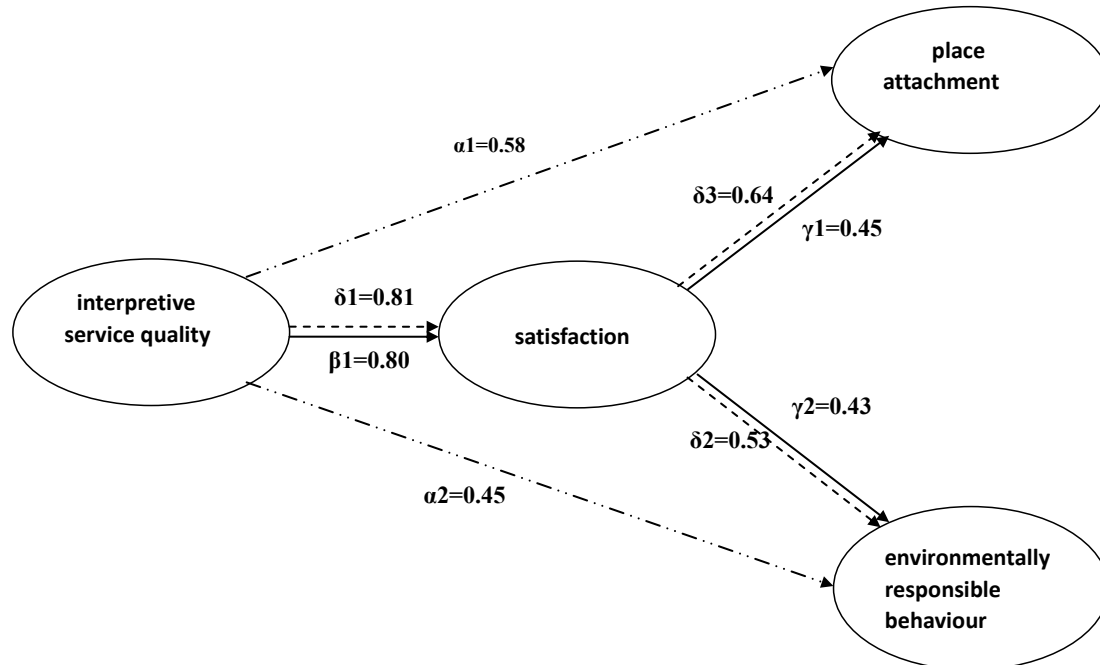 place
attachment
α1=0.58
δ3=0.64
γ1=0.45
interpretive
service quality
δ1=0.81
β1=0.80
satisfaction
γ2=0.43
δ2=0.53
α2=0.45
environmentally
responsible
behaviour